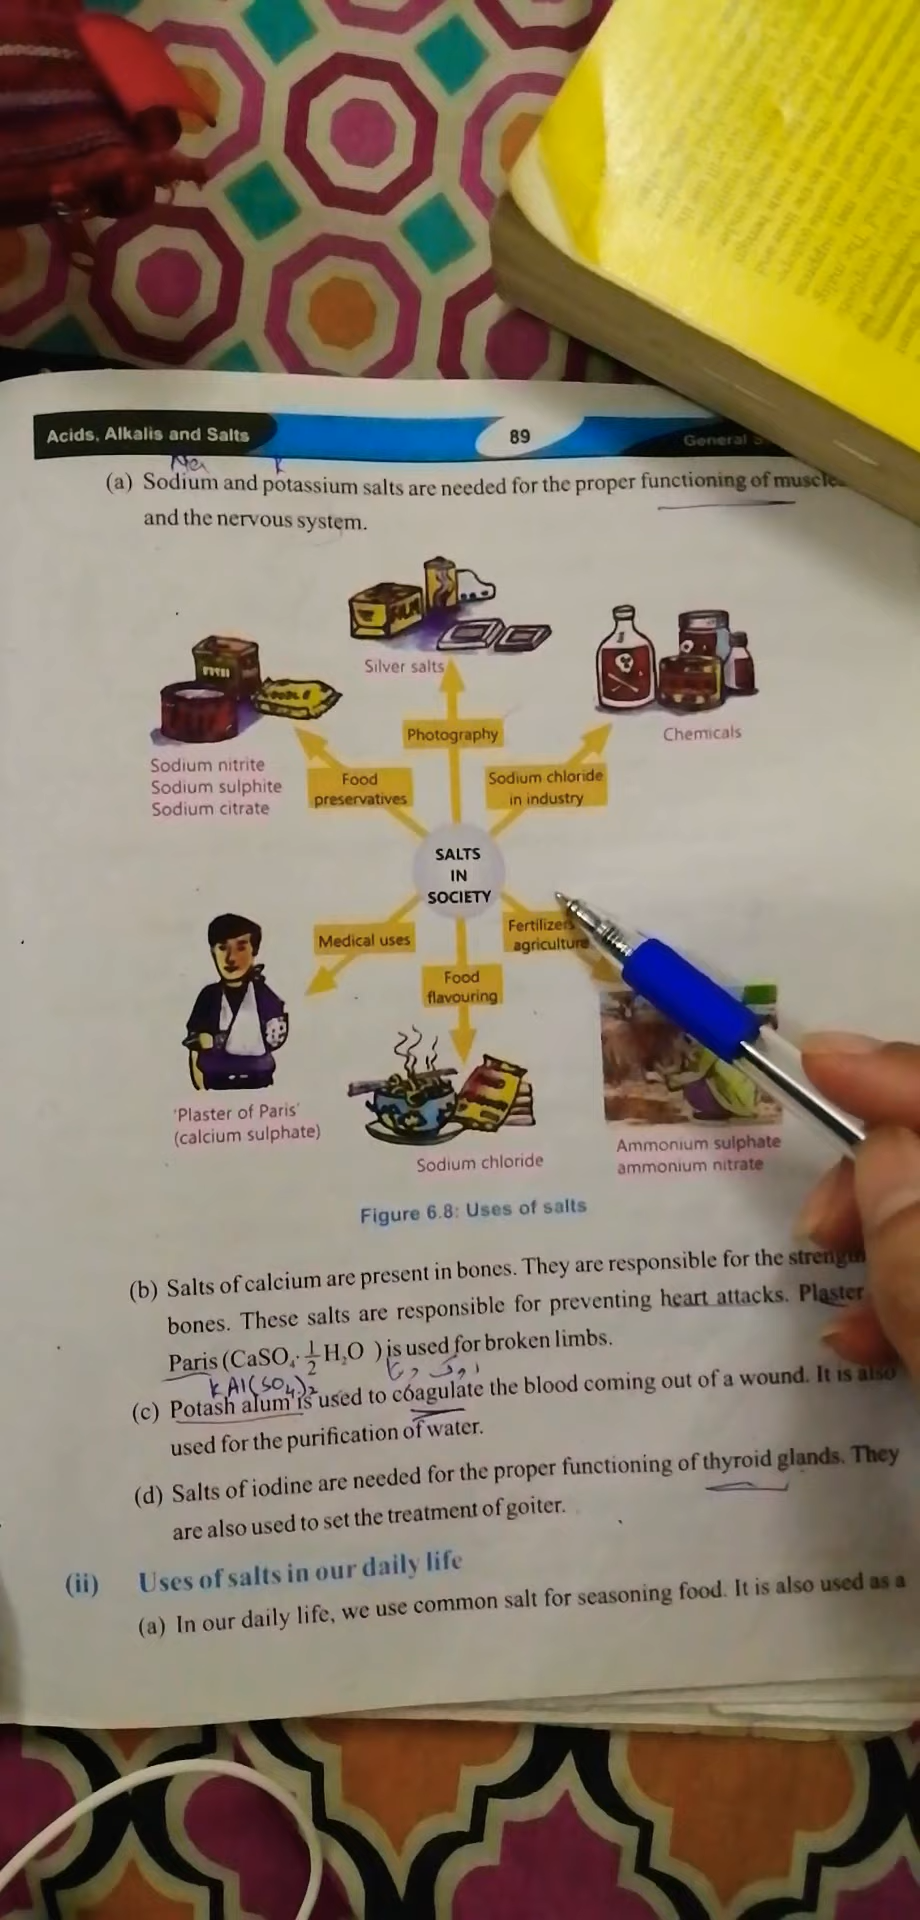 Acids, Alkalis and Salts 89 General
Na K
(a) Sodium and potassium salts are needed for the proper functioning of muscles
and the nervous system.
Silver salts
Photography
Chemicals
Sodium nitrite
Sodium sulphite
Sodium citrate
Food
preservatives
Sodium chloride
in industry
SALTS
IN
SOCIETY
Medical uses
Fertilizers
agriculture
Food
flavouring
'Plaster of Paris'
(calcium sulphate)
Sodium chloride
Ammonium sulphate
ammonium nitrate
Figure 6.8: Uses of salts
(b) Salts of calcium are present in bones. They are responsible for the strength
bones. These salts are responsible for preventing heart attacks. Plaster
Paris (CaSO₄·½H₂O ) is used for broken limbs.
KAl(SO₄)₂
(c) Potash alum is used to coagulate the blood coming out of a wound. It is also
used for the purification of water.
(d) Salts of iodine are needed for the proper functioning of thyroid glands. They
are also used to set the treatment of goiter.
(ii) Uses of salts in our daily life
(a) In our daily life, we use common salt for seasoning food. It is also used as a